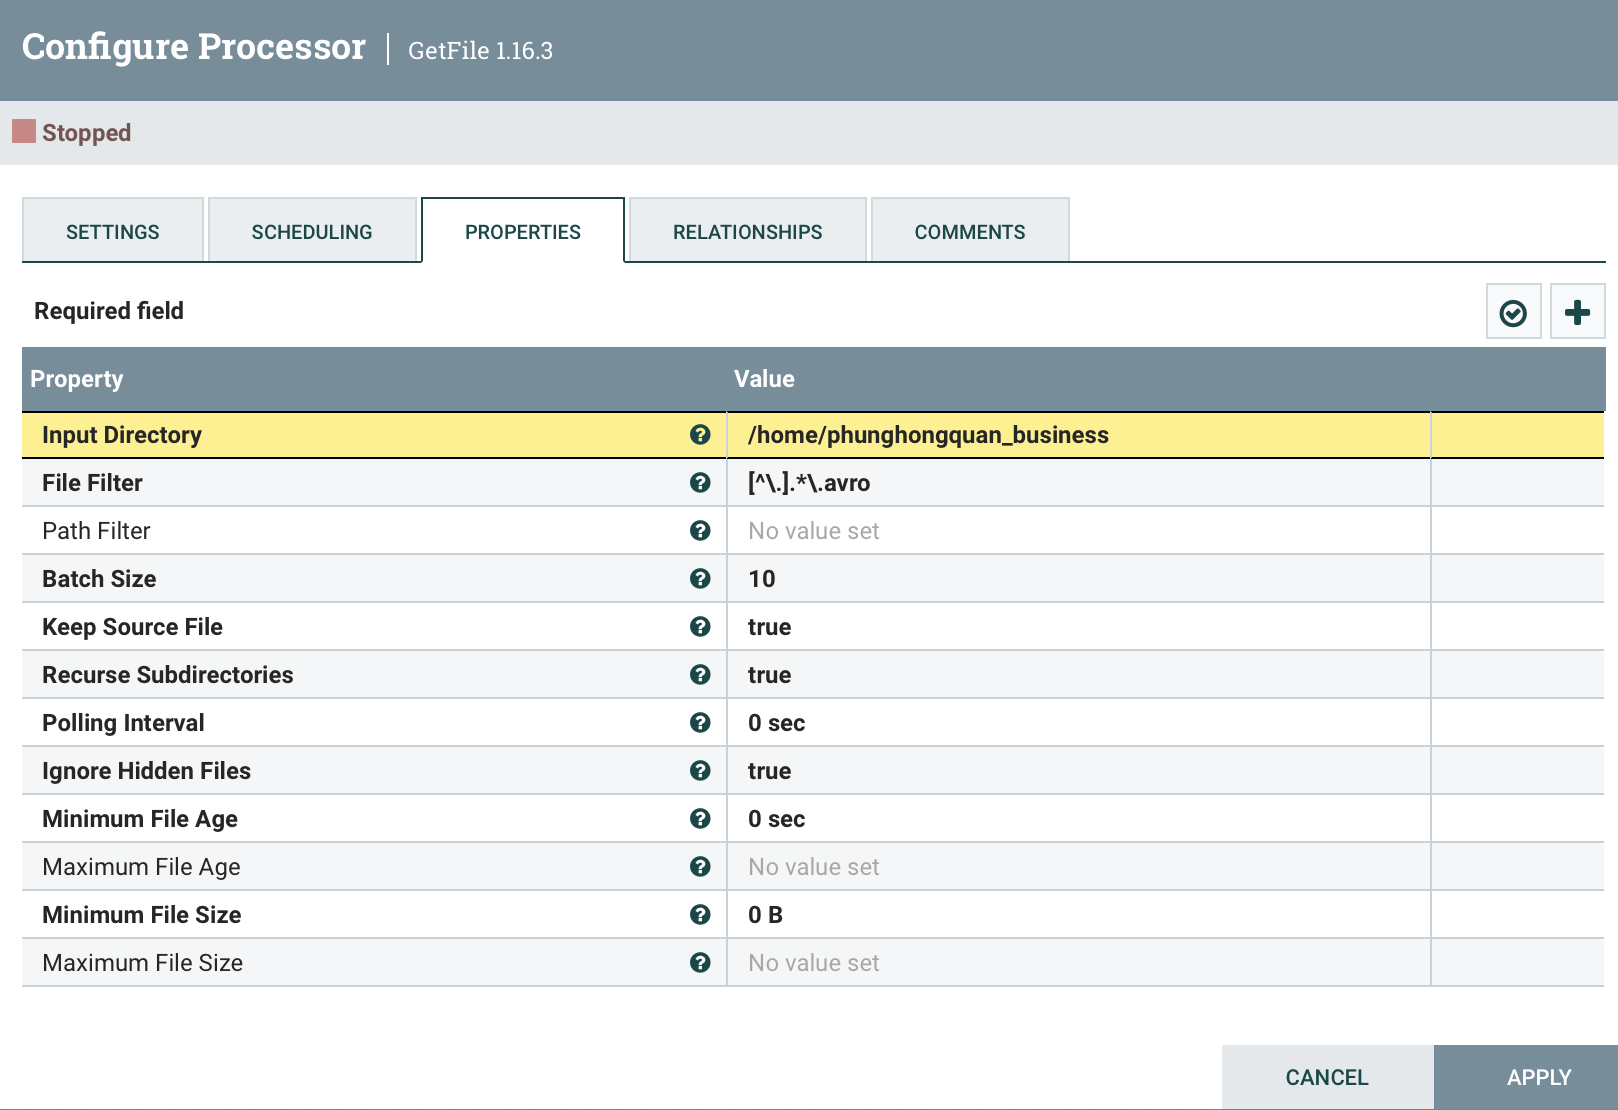 Configure Processor | GetFile 1.16.3
Stopped
SETTINGS SCHEDULING PROPERTIES RELATIONSHIPS COMMENTS
Required field
Property Value
Input Directory /home/phunghongquan_business
File Filter [^\.].*\.avro
Path Filter No value set
Batch Size 10
Keep Source File true
Recurse Subdirectories true
Polling Interval 0 sec
Ignore Hidden Files true
Minimum File Age 0 sec
Maximum File Age No value set
Minimum File Size 0 B
Maximum File Size No value set
CANCEL APPLY